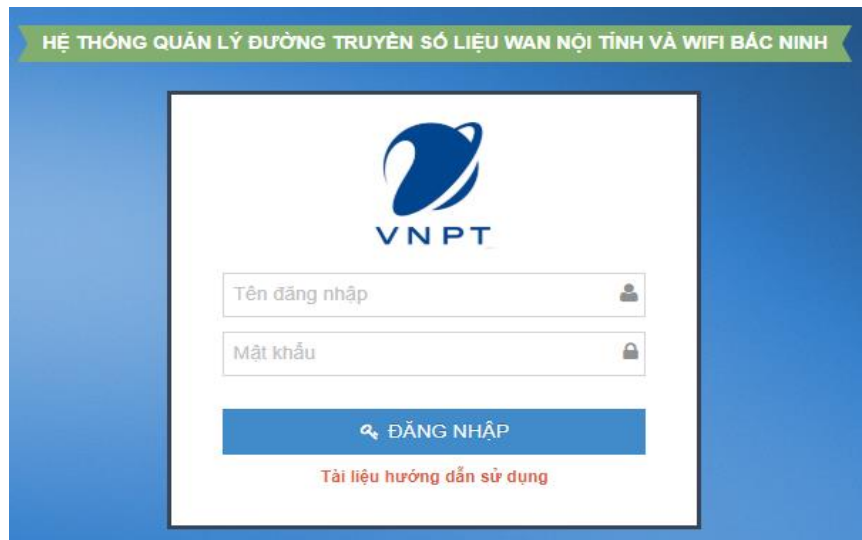 HỆ THỐNG QUẢN LÝ ĐƯỜNG TRUYỀN SỐ LIỆU WAN NỘI TỈNH VÀ WIFI BẮC NINH
VNPT
Tên đăng nhập
Mật khẩu
ĐĂNG NHẬP
Tài liệu hướng dẫn sử dụng